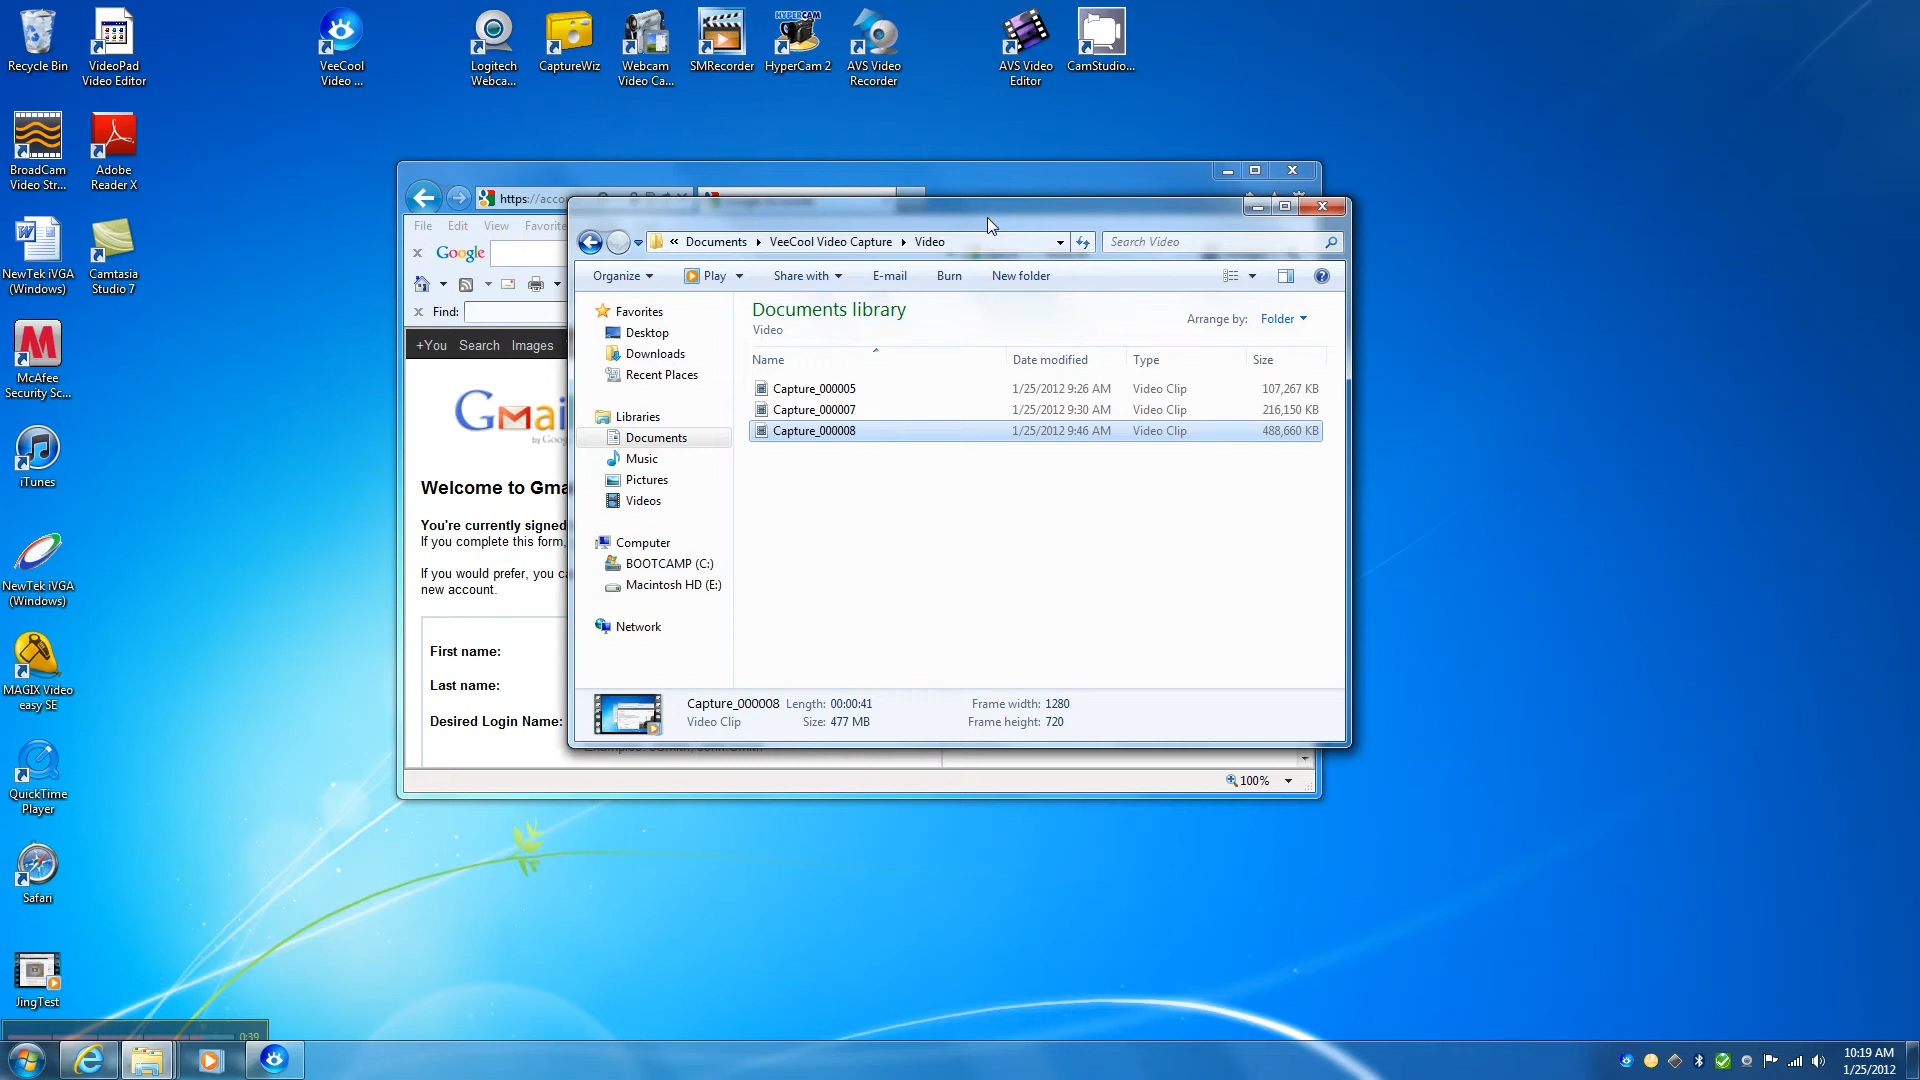 Recycle Bin
VideoPad
Video Editor
VeeCool
Video ...
Logitech
Webca...
CaptureWiz
Webcam
Video Ca...
SMRecorder
HYPERCAM
HyperCam 2
AVS Video
Recorder
AVS Video
Editor
CamStudio...
BroadCam
Video Str...
Adobe
Reader X
NewTek iVGA
(Windows)
Camtasia
Studio 7
McAfee
Security Sc...
iTunes
NewTek iVGA
(Windows)
MAGIX Video
easy SE
QuickTime
Player
Safari
JingTest
https://acco
File Edit View Favorite
Google
Find:
+You Search Images
Gmai
by Goo
Welcome to Gma
You're currently signed
If you complete this form,
If you would prefer, you c
new account.
First name:
Last name:
Desired Login Name:
100%
« Documents VeeCool Video Capture Video
Search Video
Organize Play Share with E-mail Burn New folder
Favorites
Desktop
Downloads
Recent Places
Libraries
Documents
Music
Pictures
Videos
Computer
BOOTCAMP (C:)
Macintosh HD (E:)
Network
Documents library
Video
Arrange by: Folder
Name Date modified Type Size
Capture_000005 1/25/2012 9:26 AM Video Clip 107,267 KB
Capture_000007 1/25/2012 9:30 AM Video Clip 216,150 KB
Capture_000008 1/25/2012 9:46 AM Video Clip 488,660 KB
Capture_000008 Length: 00:00:41 Frame width: 1280
Video Clip Size: 477 MB Frame height: 720
0:39
10:19 AM
1/25/2012